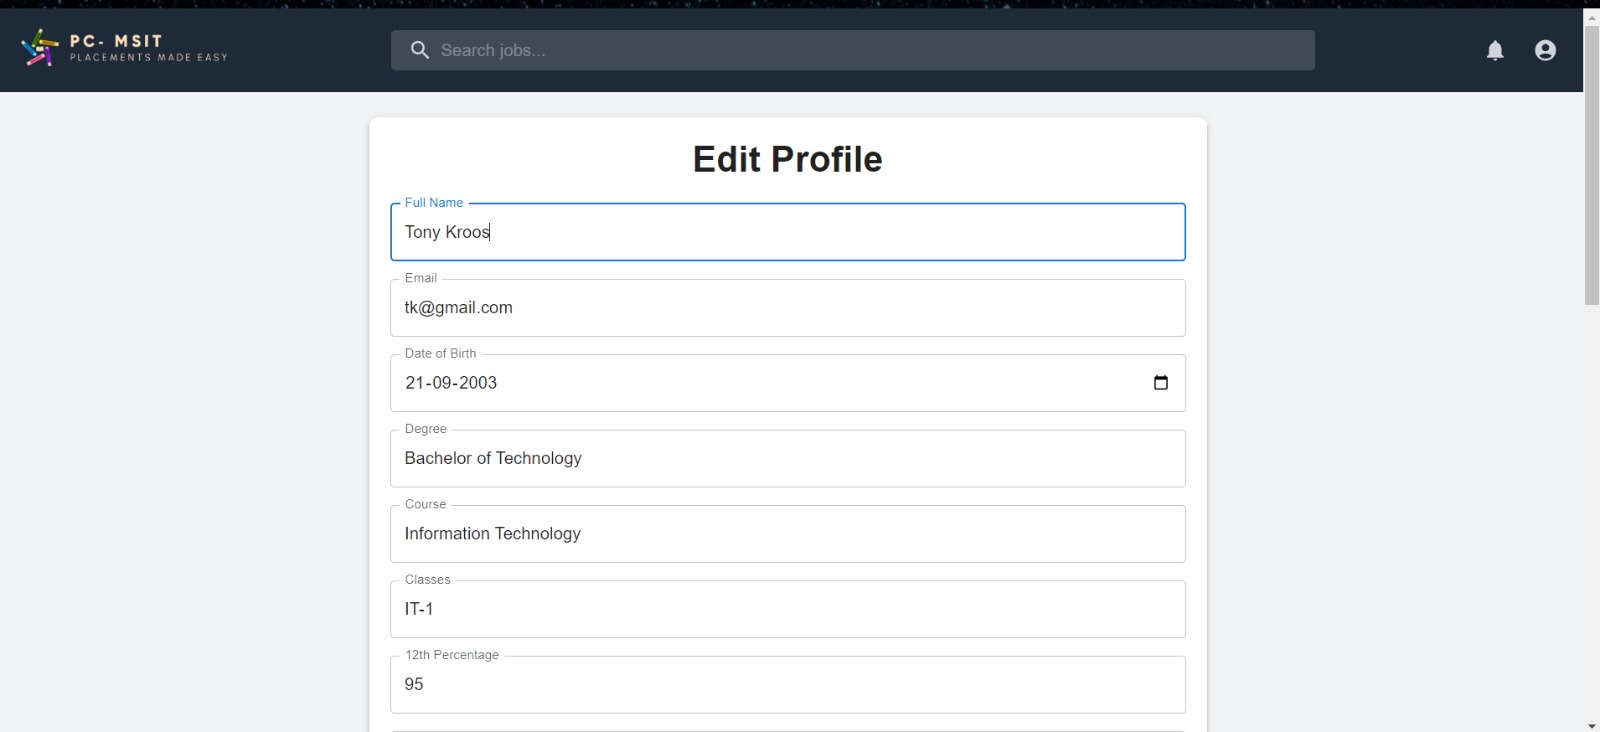 PC- MSIT
PLACEMENTS MADE EASY
Search jobs...
Edit Profile
Full Name
Tony Kroos
Email
tk@gmail.com
Date of Birth
21-09-2003
Degree
Bachelor of Technology
Course
Information Technology
Classes
IT-1
12th Percentage
95